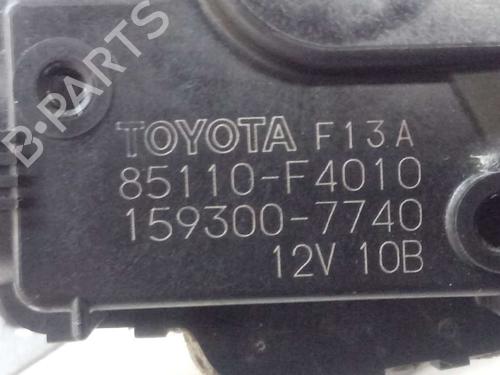 B-PARTS
TOYOTA F13A
85110-F4010
159300-7740
12V 10B